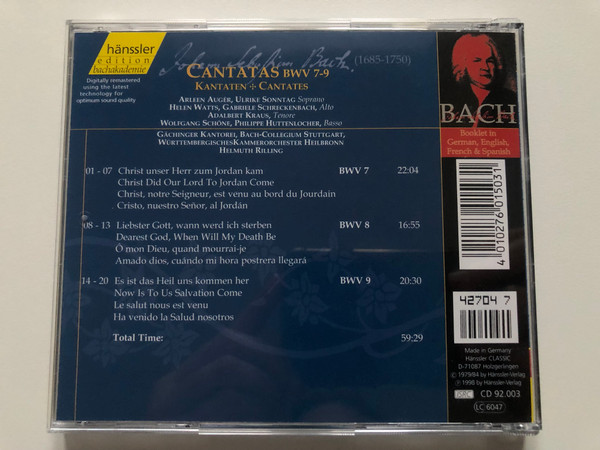 hänssler
edition
bachakademie
Digitally remastered
using the latest
technology for
optimum sound quality
Johann Sebastian Bach. (1685-1750)
CANTATAS BWV 7-9
KANTATEN ✢ CANTATES
ARLEEN AUGÉR, ULRIKE SONNTAG Soprano
HELEN WATTS, GABRIELE SCHRECKENBACH, Alto
ADALBERT KRAUS, Tenore
WOLFGANG SCHÖNE, PHILIPPE HUTTENLOCHER, Basso
GÄCHINGER KANTOREI, BACH-COLLEGIUM STUTTGART,
WÜRTTEMBERGISCHESKAMMERORCHESTER HEILBRONN
HELMUTH RILLING
01 - 07 Christ unser Herr zum Jordan kam BWV 7 22:04
Christ Did Our Lord To Jordan Come
Christ, notre Seigneur, est venu au bord du Jourdain
Cristo, nuestro Señor, al Jordán
08 - 13 Liebster Gott, wann werd ich sterben BWV 8 16:55
Dearest God, When Will My Death Be
Ô mon Dieu, quand mourrai-je
Amado dios, cuándo mi hora postrera llegará
14 - 20 Es ist das Heil uns kommen her BWV 9 20:30
Now Is To Us Salvation Come
Le salut nous est venu
Ha venido la Salud nosotros
Total Time: 59:29
BACH
Booklet in
German, English,
French & Spanish
4 010276 015031
42704 7
Made in Germany
Hänssler CLASSIC
D-71087 Holzgerlingen
© 1979/84 by Hänssler-Verlag
℗ 1998 by Hänssler-Verlag
CD 92.003
LC 6047